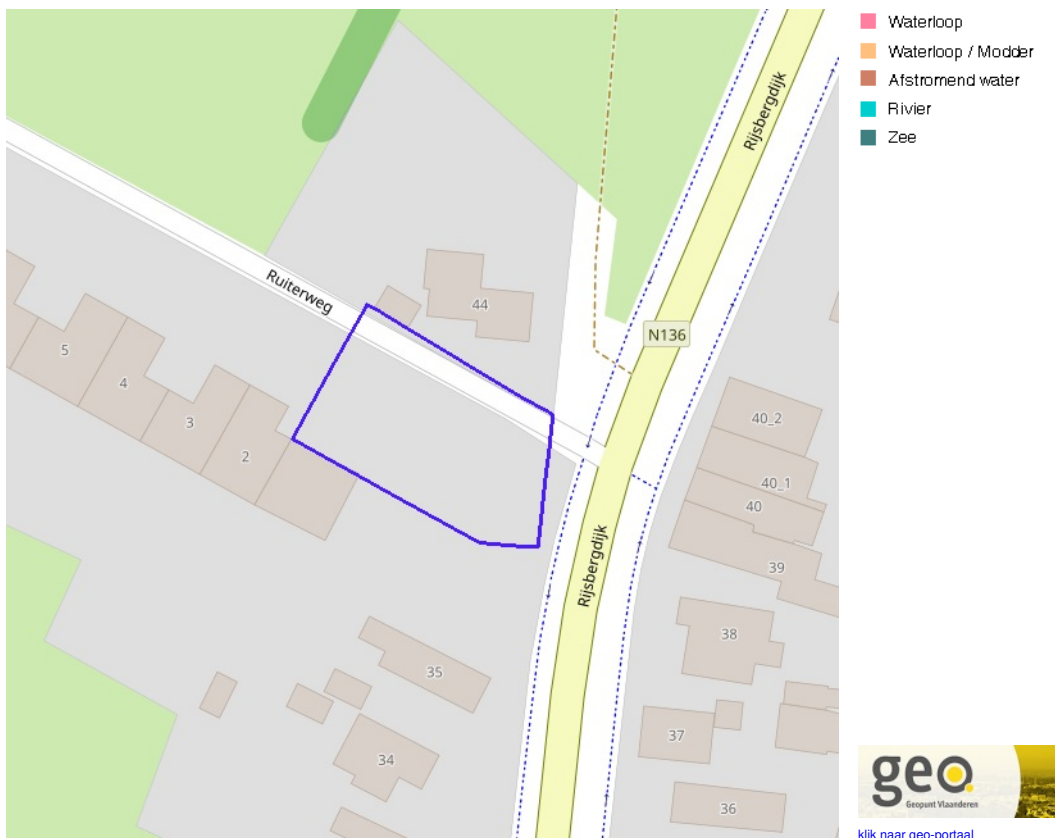 Waterloop
Waterloop / Modder
Afstromend water
Rivier
Zee
Rijsbergdijk
Ruiterweg
44
N136
5
4
3
2
40_2
40_1
40
39
Rijsbergdijk
38
35
37
34
36
geo.
Geopunt Vlaanderen
klik naar geo-portaal